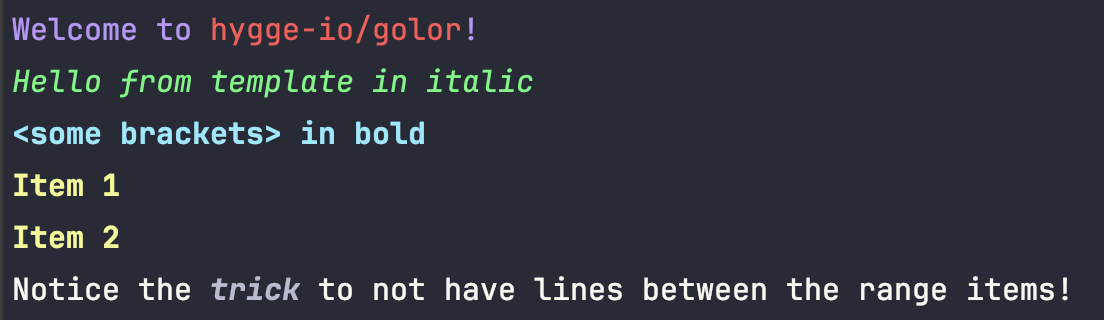 Welcome to hygge-io/golor!
Hello from template in italic
<some brackets> in bold
Item 1
Item 2
Notice the trick to not have lines between the range items!